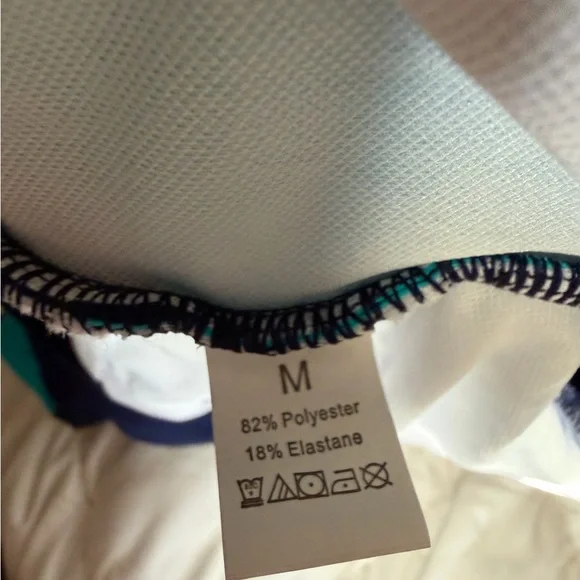 M
82% Polyester
18% Elastane